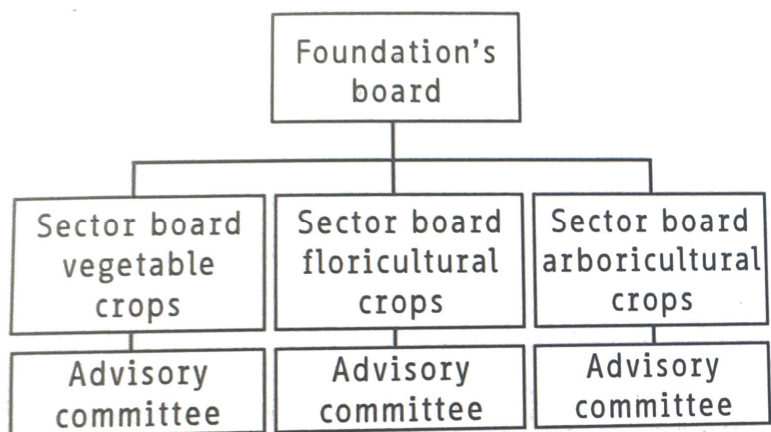 Foundation's
board
Sector board
vegetable
crops
Sector board
floricultural
crops
Sector board
arboricultural
crops
Advisory
committee
Advisory
committee
Advisory
committee